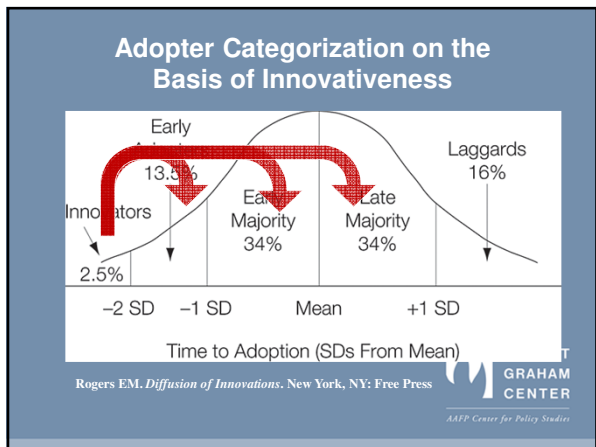 Adopter Categorization on the
Basis of Innovativeness
Early
13.5%
Innovators
2.5%
Early
Majority
34%
Late
Majority
34%
Laggards
16%
–2 SD –1 SD Mean +1 SD
Time to Adoption (SDs From Mean)
Rogers EM. Diffusion of Innovations. New York, NY: Free Press
GRAHAM
CENTER
AAFP Center for Policy Studies